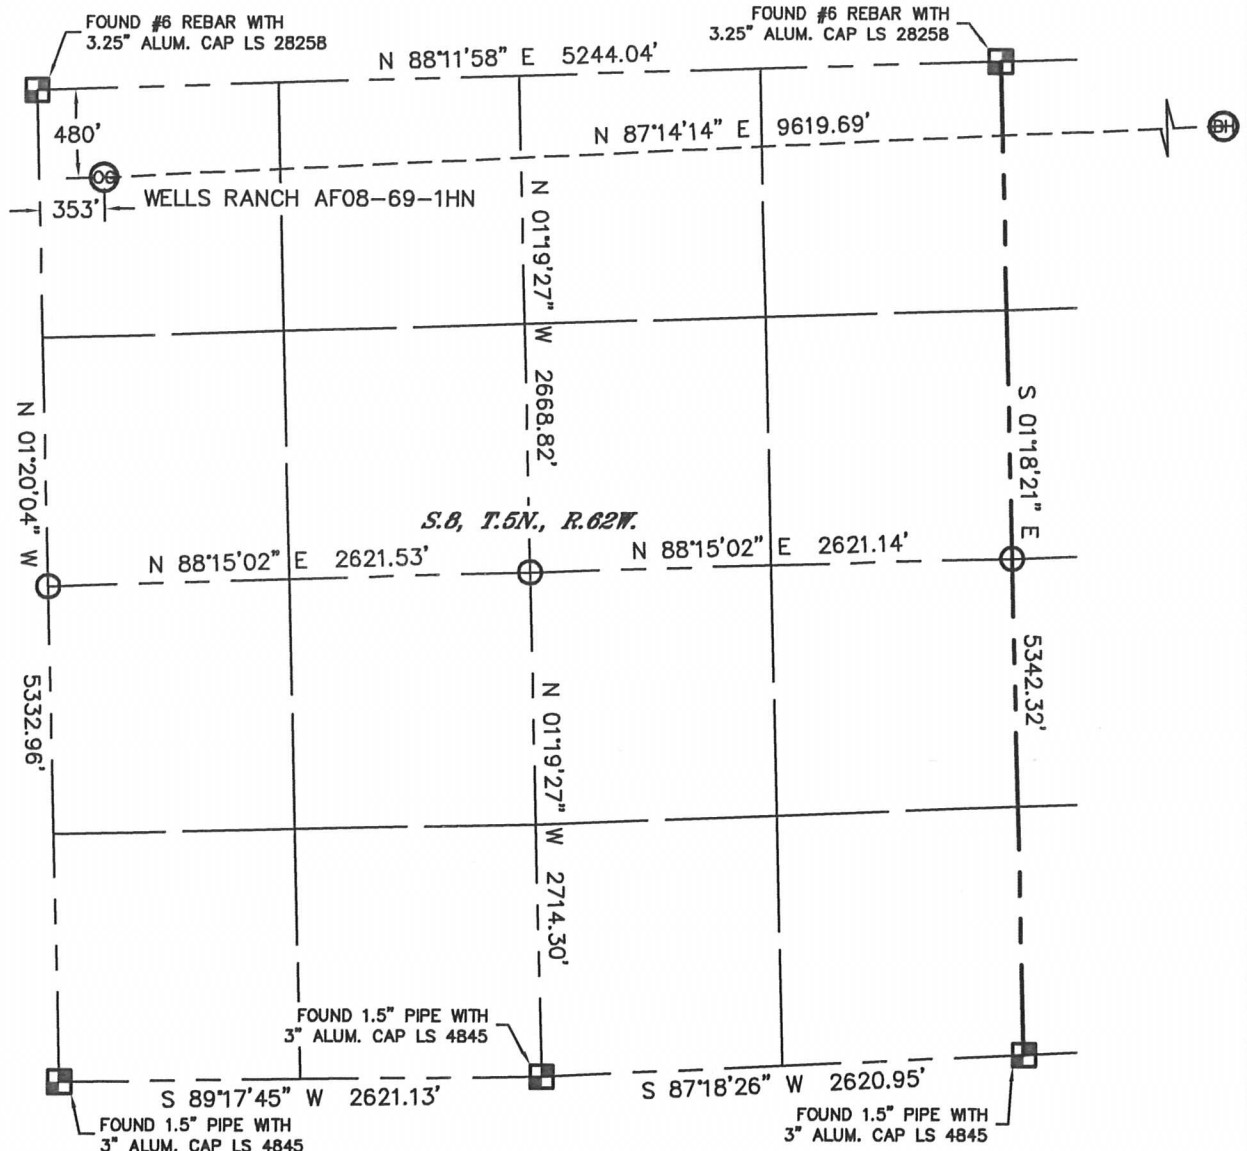 FOUND #6 REBAR WITH
3.25" ALUM. CAP LS 28258
FOUND #6 REBAR WITH
3.25" ALUM. CAP LS 28258
N 88°11'58" E 5244.04'
480'
N 87°14'14" E 9619.69'
BH
OG
353'
WELLS RANCH AF08-69-1HN
N 01°19'27" W 2668.82'
N 01°20'04" W
5332.96'
S 01°18'21" E
5342.32'
S.8, T.5N., R.62W.
N 88°15'02" E 2621.53'
N 88°15'02" E 2621.14'
N 01°19'27" W 2714.30'
FOUND 1.5" PIPE WITH
3" ALUM. CAP LS 4845
S 89°17'45" W 2621.13'
S 87°18'26" W 2620.95'
FOUND 1.5" PIPE WITH
3" ALUM. CAP LS 4845
FOUND 1.5" PIPE WITH
3" ALUM. CAP LS 4845